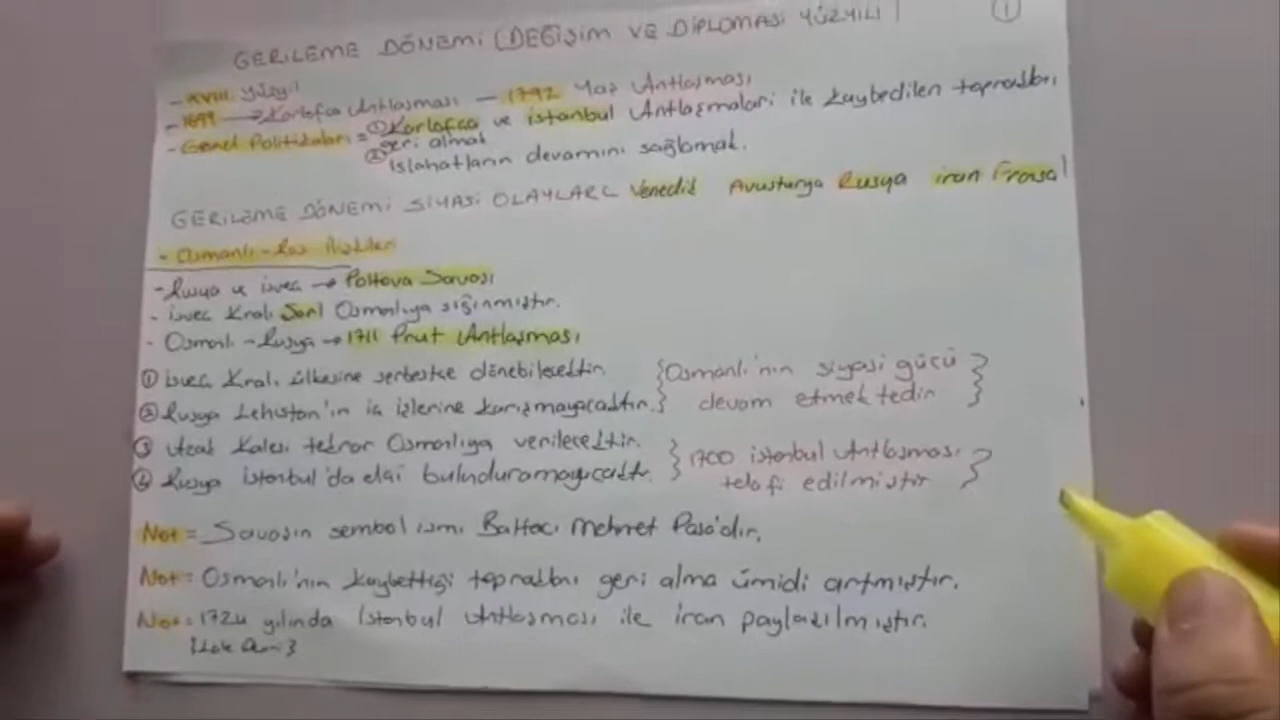 GERİLEME DÖNEMİ (DEĞİŞİM VE DİPLOMASİ YÜZYILI) 1
- XVIII. Yüzyıl
- 1699 → Karlofça Antlaşması - 1792 Yaş Antlaşması
- Genel Politikaları = ① Karlofça ve İstanbul Antlaşmaları ile kaybedilen toprakları
geri almak
② Islahatların devamını sağlamak.
GERİLEME DÖNEMİ SİYASİ OLAYLARI Venedik Avusturya Rusya İran Fransa
- Osmanlı - Rus İlişkileri
- Rusya ve İsveç → Poltova Savaşı
- İsveç Kralı Şarl Osmanlıya sığınmıştır.
- Osmanlı - Rusya → 1711 Prut Antlaşması
① İsveç Kralı ülkesine serbestçe dönebilecektir. } Osmanlı'nın siyasi gücü }
② Rusya Lehistan'ın iç işlerine karışmayacaktır. } devam etmektedir
③ Azak Kalesi tekrar Osmanlıya verilecektir. } 1700 İstanbul Antlaşması }
④ Rusya İstanbul'da elçi bulunduramayacaktır. } telafi edilmiştir
Not = Savaşın sembol ismi Baltacı Mehmet Paşa'dır.
Not = Osmanlı'nın kaybettiği toprakları geri alma ümidi artmıştır.
Not = 1724 yılında İstanbul Antlaşması ile İran paylaşılmıştır.